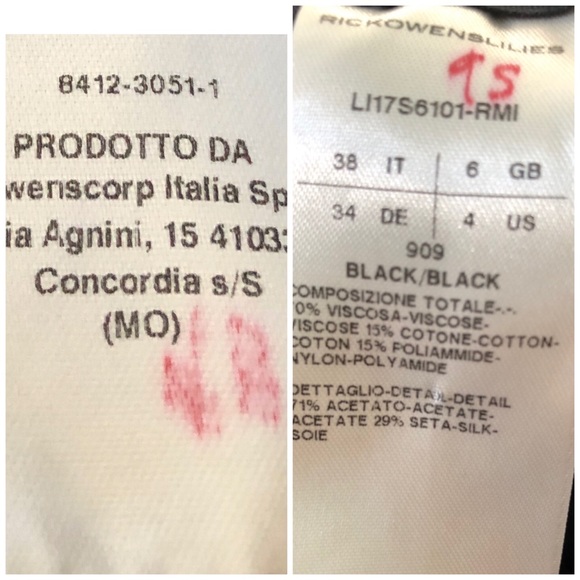 8412-3051-1
PRODOTTO DA
wenscorp Italia Sp
ia Agnini, 15 4103
Concordia s/S
(MO)
RICKOWENSLILIES
95
LI17S6101-RMI
38 IT 6 GB
34 DE 4 US
909
BLACK/BLACK
COMPOSIZIONE TOTALE-.-.
0% VISCOSA-VISCOSE-
VISCOSE 15% COTONE-COTTON-
COTON 15% POLIAMMIDE-
NYLON-POLYAMIDE
DETTAGLIO-DETAIL-DETAIL
71% ACETATO-ACETATE-
ACETATE 29% SETA-SILK-
SOIE